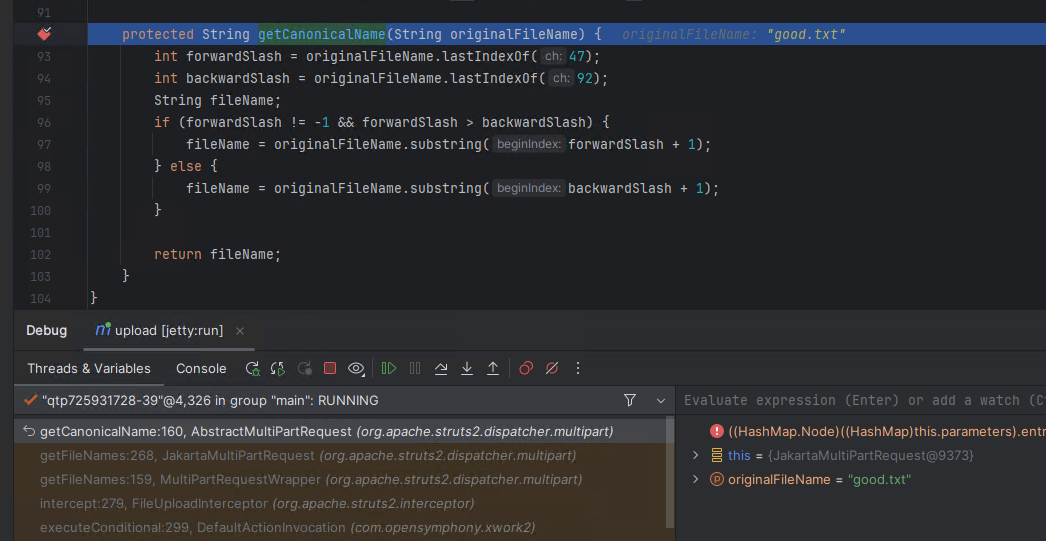 91
protected String getCanonicalName(String originalFileName) { originalFileName: "good.txt"
93 int forwardSlash = originalFileName.lastIndexOf( ch: 47);
94 int backwardSlash = originalFileName.lastIndexOf( ch: 92);
95 String fileName;
96 if (forwardSlash != -1 && forwardSlash > backwardSlash) {
97 fileName = originalFileName.substring( beginIndex: forwardSlash + 1);
98 } else {
99 fileName = originalFileName.substring( beginIndex: backwardSlash + 1);
100 }
101
102 return fileName;
103 }
104 }
Debug upload [jetty:run]
Threads & Variables Console
"qtp725931728-39"@4,326 in group "main": RUNNING
Evaluate expression (Enter) or add a watch (C
getCanonicalName:160, AbstractMultiPartRequest (org.apache.struts2.dispatcher.multipart)
((HashMap.Node)((HashMap)this.parameters).entr
getFileNames:268, JakartaMultiPartRequest (org.apache.struts2.dispatcher.multipart)
this = {JakartaMultiPartRequest@9373}
getFileNames:159, MultiPartRequestWrapper (org.apache.struts2.dispatcher.multipart)
originalFileName = "good.txt"
intercept:279, FileUploadInterceptor (org.apache.struts2.interceptor)
executeConditional:299, DefaultActionInvocation (com.opensymphony.xwork2)